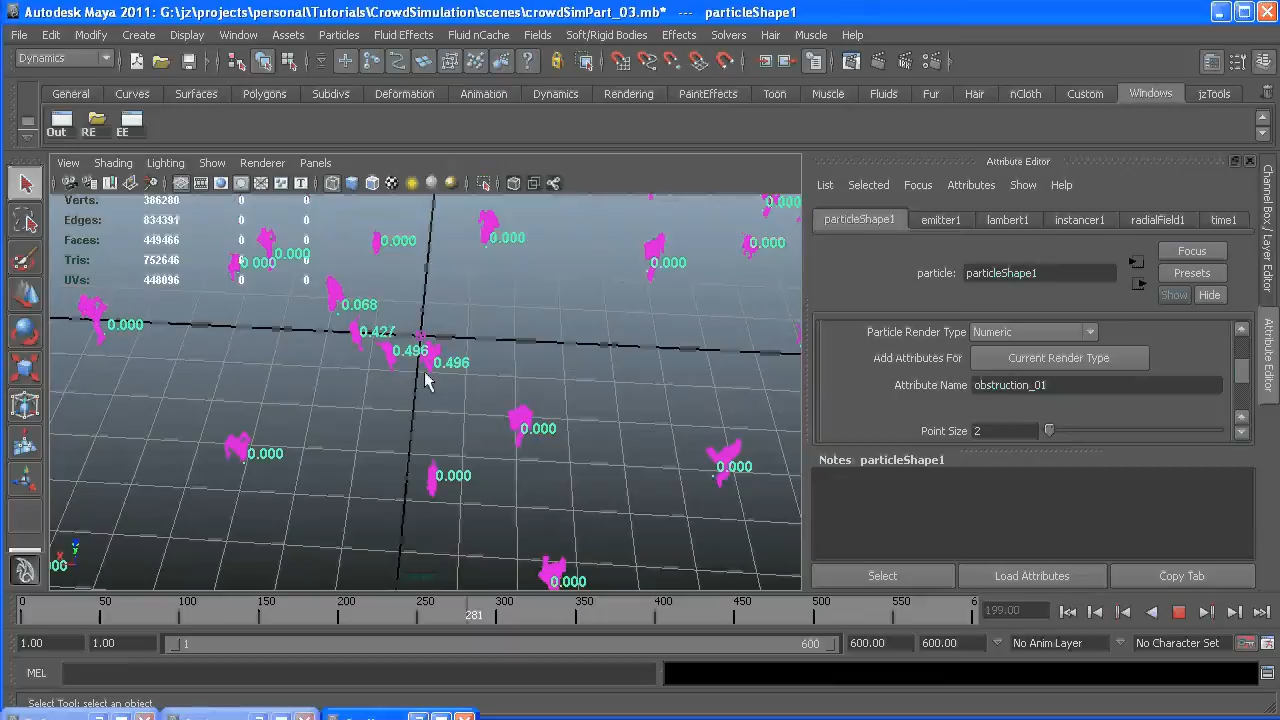 Autodesk Maya 2011: G:\jz\projects\personal\Tutorials\CrowdSimulation\scenes\crowdSimPart_03.mb* --- particleShape1
File Edit Modify Create Display Window Assets Particles Fluid Effects Fluid nCache Fields Soft/Rigid Bodies Effects Solvers Hair Muscle Help
Dynamics
General Curves Surfaces Polygons Subdivs Deformation Animation Dynamics Rendering PaintEffects Toon Muscle Fluids Fur Hair nCloth Custom Windows jzTools
Out RE EE
View Shading Lighting Show Renderer Panels
Verts: 386280 0 0
Edges: 834391 0 0
Faces: 449466 0 0
Tris: 752646 0 0
UVs: 448096 0 0
0.000
0.000
0.000
0.000
0.000
0.000
0.000
0.068
0.000
0.427
0.496
0.496
0.000
0.000
0.000
0.000
0.000
Attribute Editor
List Selected Focus Attributes Show Help
particleShape1 emitter1 lambert1 instancer1 radialField1 time1
particle: particleShape1
Focus
Presets
Show Hide
Particle Render Type Numeric
Add Attributes For Current Render Type
Attribute Name obstruction_01
Point Size 2
Notes: particleShape1
Select Load Attributes Copy Tab
Channel Box / Layer Editor
Attribute Editor
0 50 100 150 200 250 300 350 400 450 500 550 6
281
199.00
1.00 1.00 1 600 600.00 600.00 No Anim Layer No Character Set
MEL
Select Tool: select an object